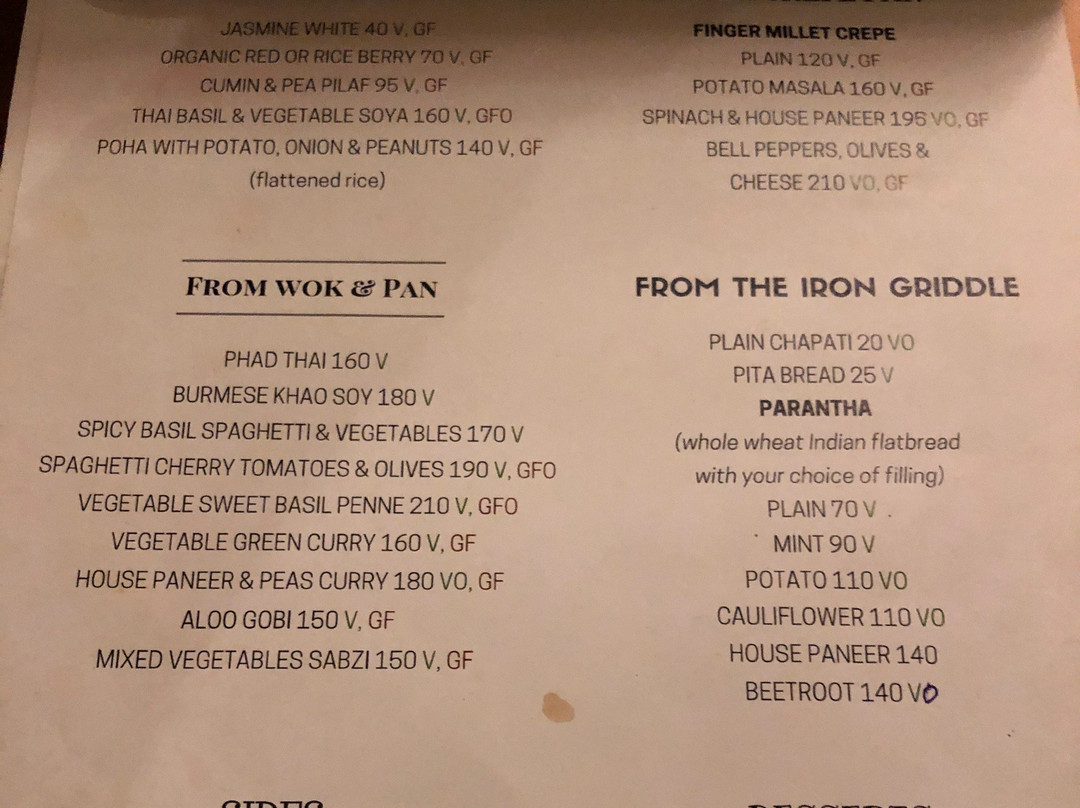 JASMINE WHITE 40 V, GF
ORGANIC RED OR RICE BERRY 70 V, GF
CUMIN & PEA PILAF 95 V, GF
THAI BASIL & VEGETABLE SOYA 160 V, GFO
POHA WITH POTATO, ONION & PEANUTS 140 V, GF
(flattened rice)
FINGER MILLET CREPE
PLAIN 120 V, GF
POTATO MASALA 160 V, GF
SPINACH & HOUSE PANEER 195 VO, GF
BELL PEPPERS, OLIVES &
CHEESE 210 VO, GF
FROM WOK & PAN
PHAD THAI 160 V
BURMESE KHAO SOY 180 V
SPICY BASIL SPAGHETTI & VEGETABLES 170 V
SPAGHETTI CHERRY TOMATOES & OLIVES 190 V, GFO
VEGETABLE SWEET BASIL PENNE 210 V, GFO
VEGETABLE GREEN CURRY 160 V, GF
HOUSE PANEER & PEAS CURRY 180 VO, GF
ALOO GOBI 150 V, GF
MIXED VEGETABLES SABZI 150 V, GF
FROM THE IRON GRIDDLE
PLAIN CHAPATI 20 VO
PITA BREAD 25 V
PARANTHA
(whole wheat Indian flatbread
with your choice of filling)
PLAIN 70 V .
MINT 90 V
POTATO 110 VO
CAULIFLOWER 110 VO
HOUSE PANEER 140
BEETROOT 140 VO
SIDES
DESSERTS